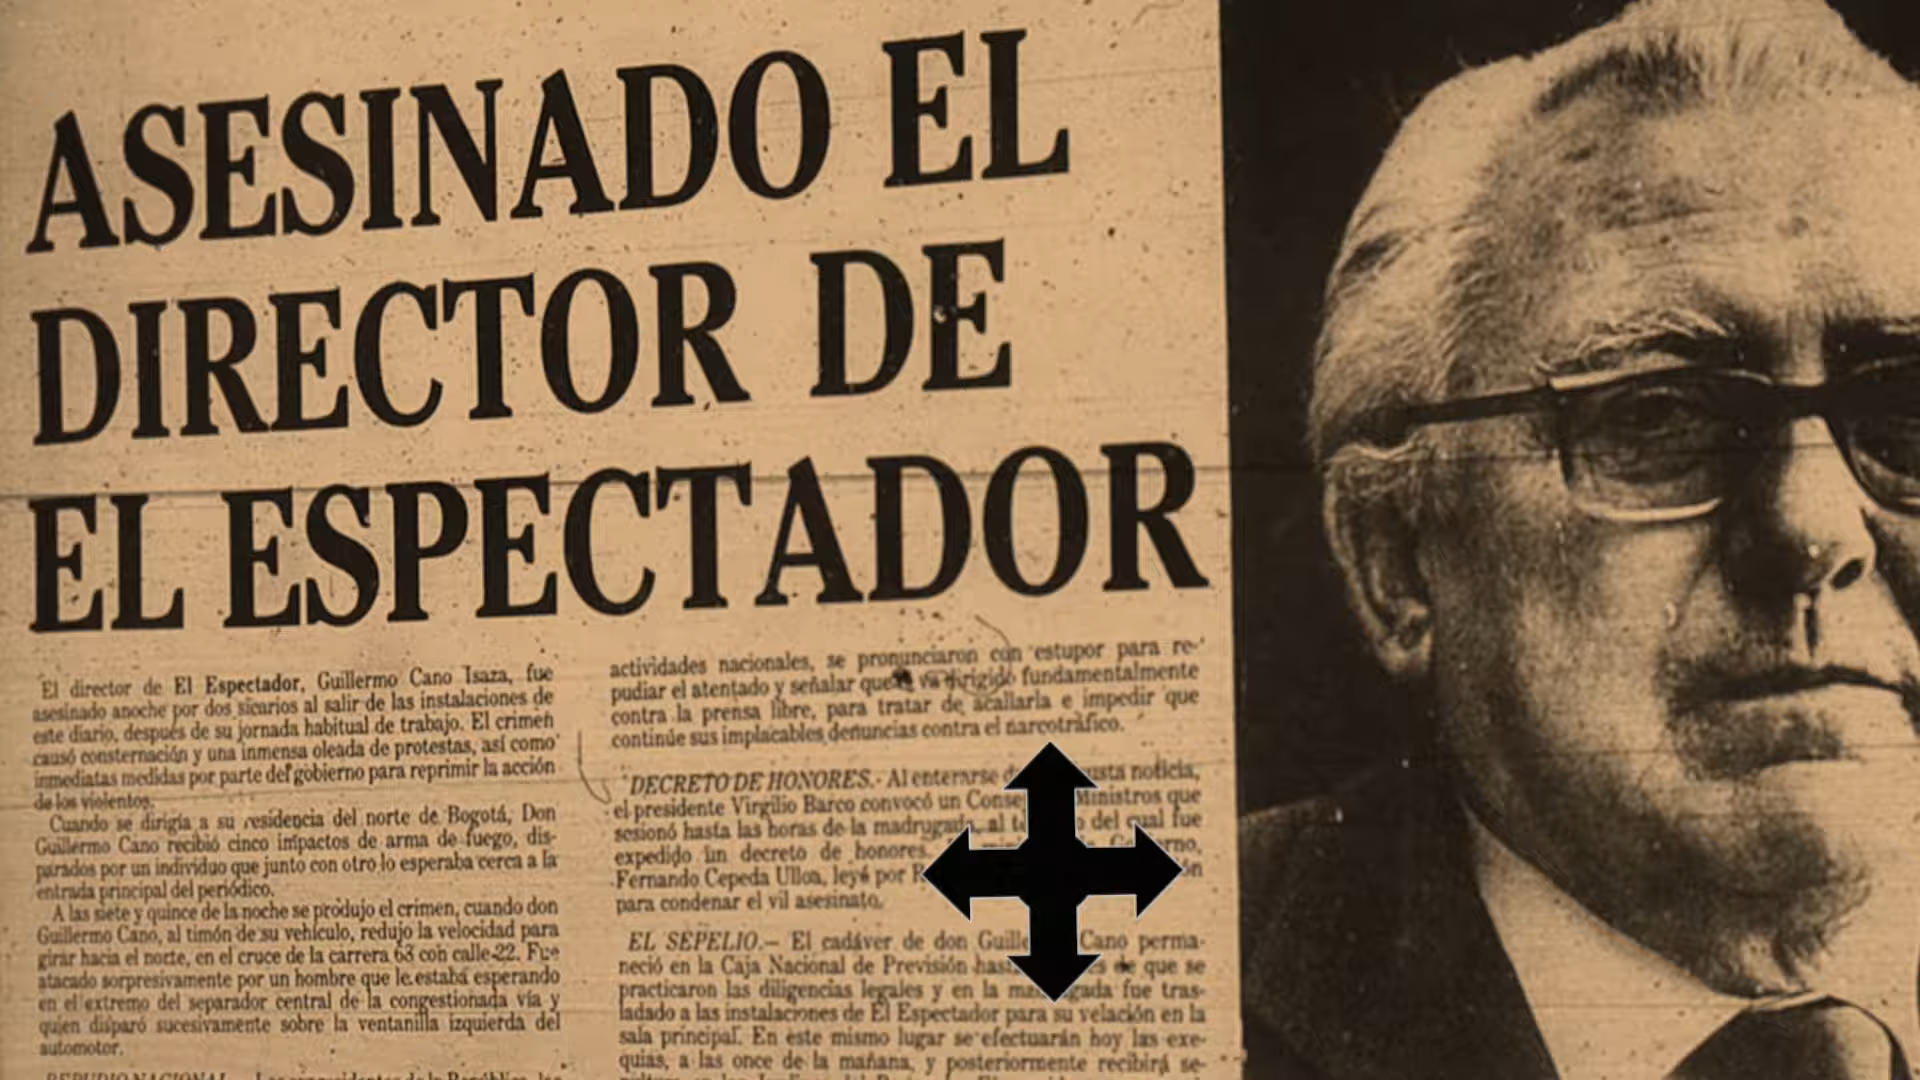 ASESINADO EL
DIRECTOR DE
EL ESPECTADOR
El director de El Espectador, Guillermo Cano Isaza, fue
asesinado anoche por dos sicarios al salir de las instalaciones de
este diario, después de su jornada habitual de trabajo. El crimen
causó consternación y una inmensa oleada de protestas, así como
inmediatas medidas por parte del gobierno para reprimir la acción
de los violentos.
Cuando se dirigía a su residencia del norte de Bogotá, Don
Guillermo Cano recibió cinco impactos de arma de fuego, dis-
parados por un individuo que junto con otro lo esperaba cerca a la
entrada principal del periódico.
A las siete y quince de la noche se produjo el crimen, cuando don
Guillermo Cano, al timón de su vehículo, redujo la velocidad para
girar hacia el norte, en el cruce de la carrera 63 con calle 22. Fue
atacado sorpresivamente por un hombre que le estaba esperando
en el extremo del separador central de la congestionada vía y
quien disparó sucesivamente sobre la ventanilla izquierda del
automotor.
REPUDIO NACIONAL
actividades nacionales, se pronunciaron con estupor para re-
pudiar el atentado y señalar que va dirigido fundamentalmente
contra la prensa libre, para tratar de acallarla e impedir que
continúe sus implacables denuncias contra el narcotráfico.
DECRETO DE HONORES.- Al enterarse noticia,
el presidente Virgilio Barco convocó un Ministros que
sesionó hasta las horas de la madrugada, al del cual fue
expedido un decreto de honores.
Fernando Cepeda Ulloa, leyó por
para condenar el vil asesinato.
EL SEPELIO.- El cadáver de don Cano perma-
neció en la Caja Nacional de Previsión de que se
practicaron las diligencias legales y en la fue tras-
ladado a las instalaciones de El Espectador para su velación en la
sala principal. En este mismo lugar se efectuarán hoy las exe-
quias, a las once de la mañana, y posteriormente recibirá se-